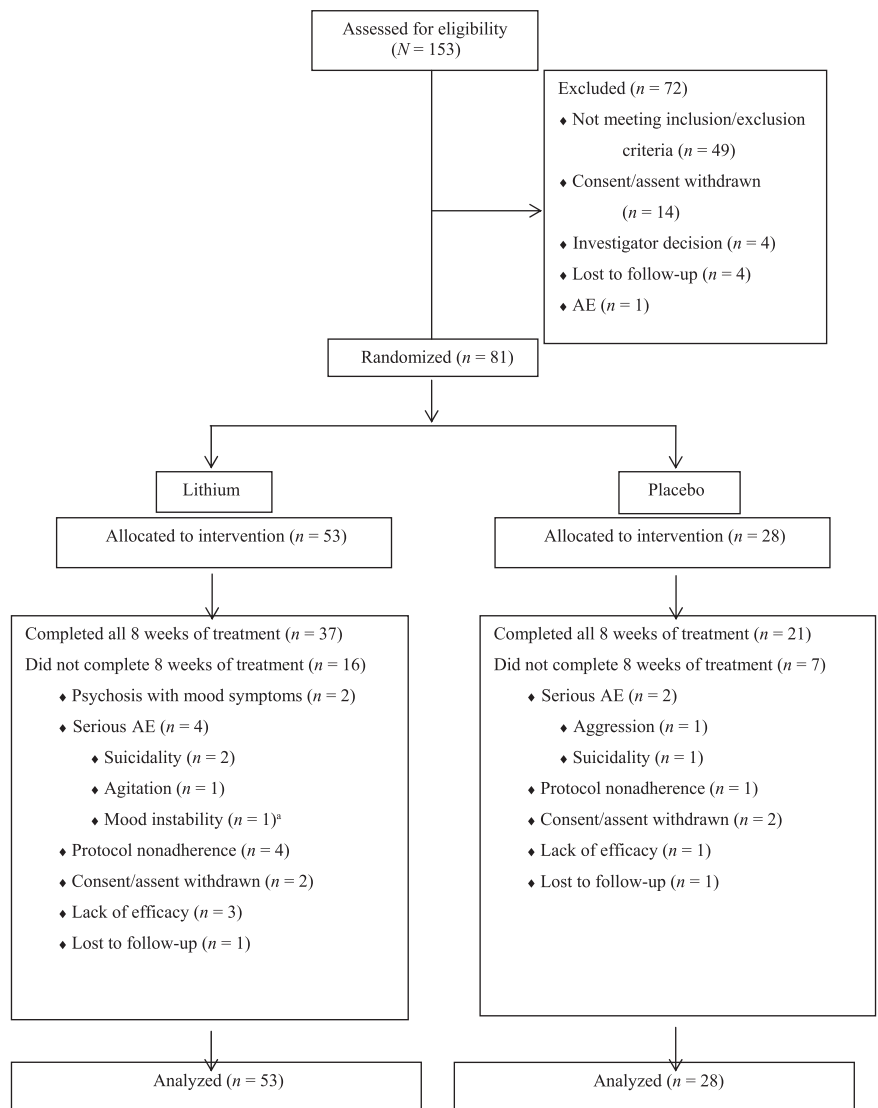 Assessed for eligibility
(N = 153)
Excluded (n = 72)
♦ Not meeting inclusion/exclusion
criteria (n = 49)
♦ Consent/assent withdrawn
(n = 14)
♦ Investigator decision (n = 4)
♦ Lost to follow-up (n = 4)
♦ AE (n = 1)
Randomized (n = 81)
Lithium
Allocated to intervention (n = 53)
Completed all 8 weeks of treatment (n = 37)
Did not complete 8 weeks of treatment (n = 16)
♦ Psychosis with mood symptoms (n = 2)
♦ Serious AE (n = 4)
♦ Suicidality (n = 2)
♦ Agitation (n = 1)
♦ Mood instability (n = 1)ᵃ
♦ Protocol nonadherence (n = 4)
♦ Consent/assent withdrawn (n = 2)
♦ Lack of efficacy (n = 3)
♦ Lost to follow-up (n = 1)
Analyzed (n = 53)
Placebo
Allocated to intervention (n = 28)
Completed all 8 weeks of treatment (n = 21)
Did not complete 8 weeks of treatment (n = 7)
♦ Serious AE (n = 2)
♦ Aggression (n = 1)
♦ Suicidality (n = 1)
♦ Protocol nonadherence (n = 1)
♦ Consent/assent withdrawn (n = 2)
♦ Lack of efficacy (n = 1)
♦ Lost to follow-up (n = 1)
Analyzed (n = 28)